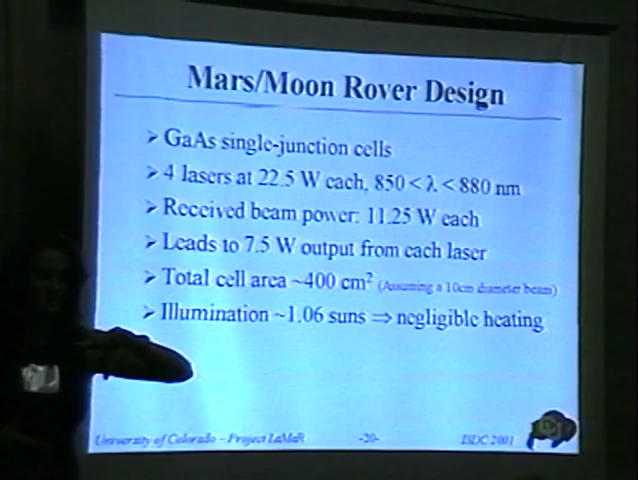 Mars/Moon Rover Design
➢ GaAs single-junction cells
➢ 4 lasers at 22.5 W each, 850 < λ < 880 nm
➢ Received beam power: 11.25 W each
➢ Leads to 7.5 W output from each laser
➢ Total cell area ~400 cm² (Assuming a 10cm diameter beam)
➢ Illumination ~1.06 suns ⇒ negligible heating
University of Colorado – Project LaMaR -20- ISDC 2001